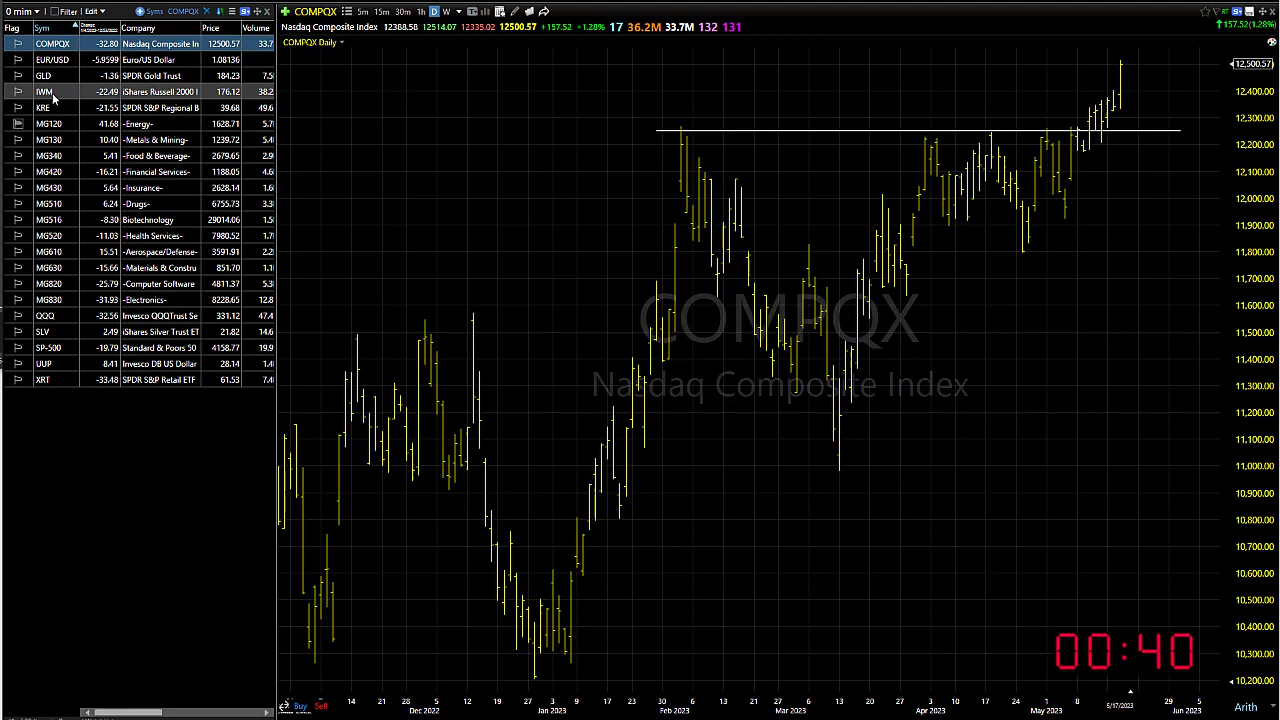 0 min Filter Edit Syms COMPQX
Flag Sym Company Price Volume
COMPQX -32.80 Nasdaq Composite In 12500.57 33.7
EUR/USD -5.9599 Euro/US Dollar 1.08136
GLD -1.36 SPDR Gold Trust 184.23 7.5
IWM -22.49 iShares Russell 2000 I 176.12 38.2
KRE -21.55 SPDR S&P Regional B 39.68 49.6
MG120 41.68 -Energy- 1628.71 5.7
MG130 10.40 -Metals & Mining- 1239.72 5.4
MG340 5.41 -Food & Beverage- 2679.65 2.9
MG420 -16.21 -Financial Services- 1188.05 4.6
MG430 5.64 -Insurance- 2628.14 1.6
MG510 6.24 -Drugs- 6755.73 3.3
MG516 -8.30 Biotechnology 29014.06 1.5
MG520 -11.03 -Health Services- 7980.52 1.7
MG610 15.51 -Aerospace/Defense- 3591.91 2.2
MG630 -15.66 -Materials & Constru 851.70 1.1
MG820 -25.79 -Computer Software 4811.37 5.3
MG830 -31.93 -Electronics- 8228.65 12.8
QQQ -32.56 Invesco QQQTrust Se 331.12 47.4
SLV 2.49 iShares Silver Trust ET 21.82 14.6
SP-500 -19.79 Standard & Poors 50 4158.77 19.9
UUP 8.41 Invesco DB US Dollar 28.14 1.4
XRT -33.48 SPDR S&P Retail ETF 61.53 7.4
COMPQX 5m 15m 30m 1h D W
Nasdaq Composite Index 12388.58 12514.07 12335.02 12500.57 +157.52 +1.28% 17 36.2M 33.7M 132 131
157.52 1.28%
COMPQX Daily
12,500.57
12,400.00
12,300.00
12,200.00
12,100.00
12,000.00
11,900.00
11,800.00
11,700.00
11,600.00
11,500.00
11,400.00
11,300.00
11,200.00
11,100.00
11,000.00
10,900.00
10,800.00
10,700.00
10,600.00
10,500.00
10,400.00
10,300.00
10,200.00
COMPQX
Nasdaq Composite Index
00:40
Buy Sell
14 21 28 6 13 20 27 3 9 17 23 30 6 13 21 27 6 13 20 27 3 10 17 24 1 8 5/17/2023 29 5
Dec 2022 Jan 2023 Feb 2023 Mar 2023 Apr 2023 May 2023 Jun 2023
Arith